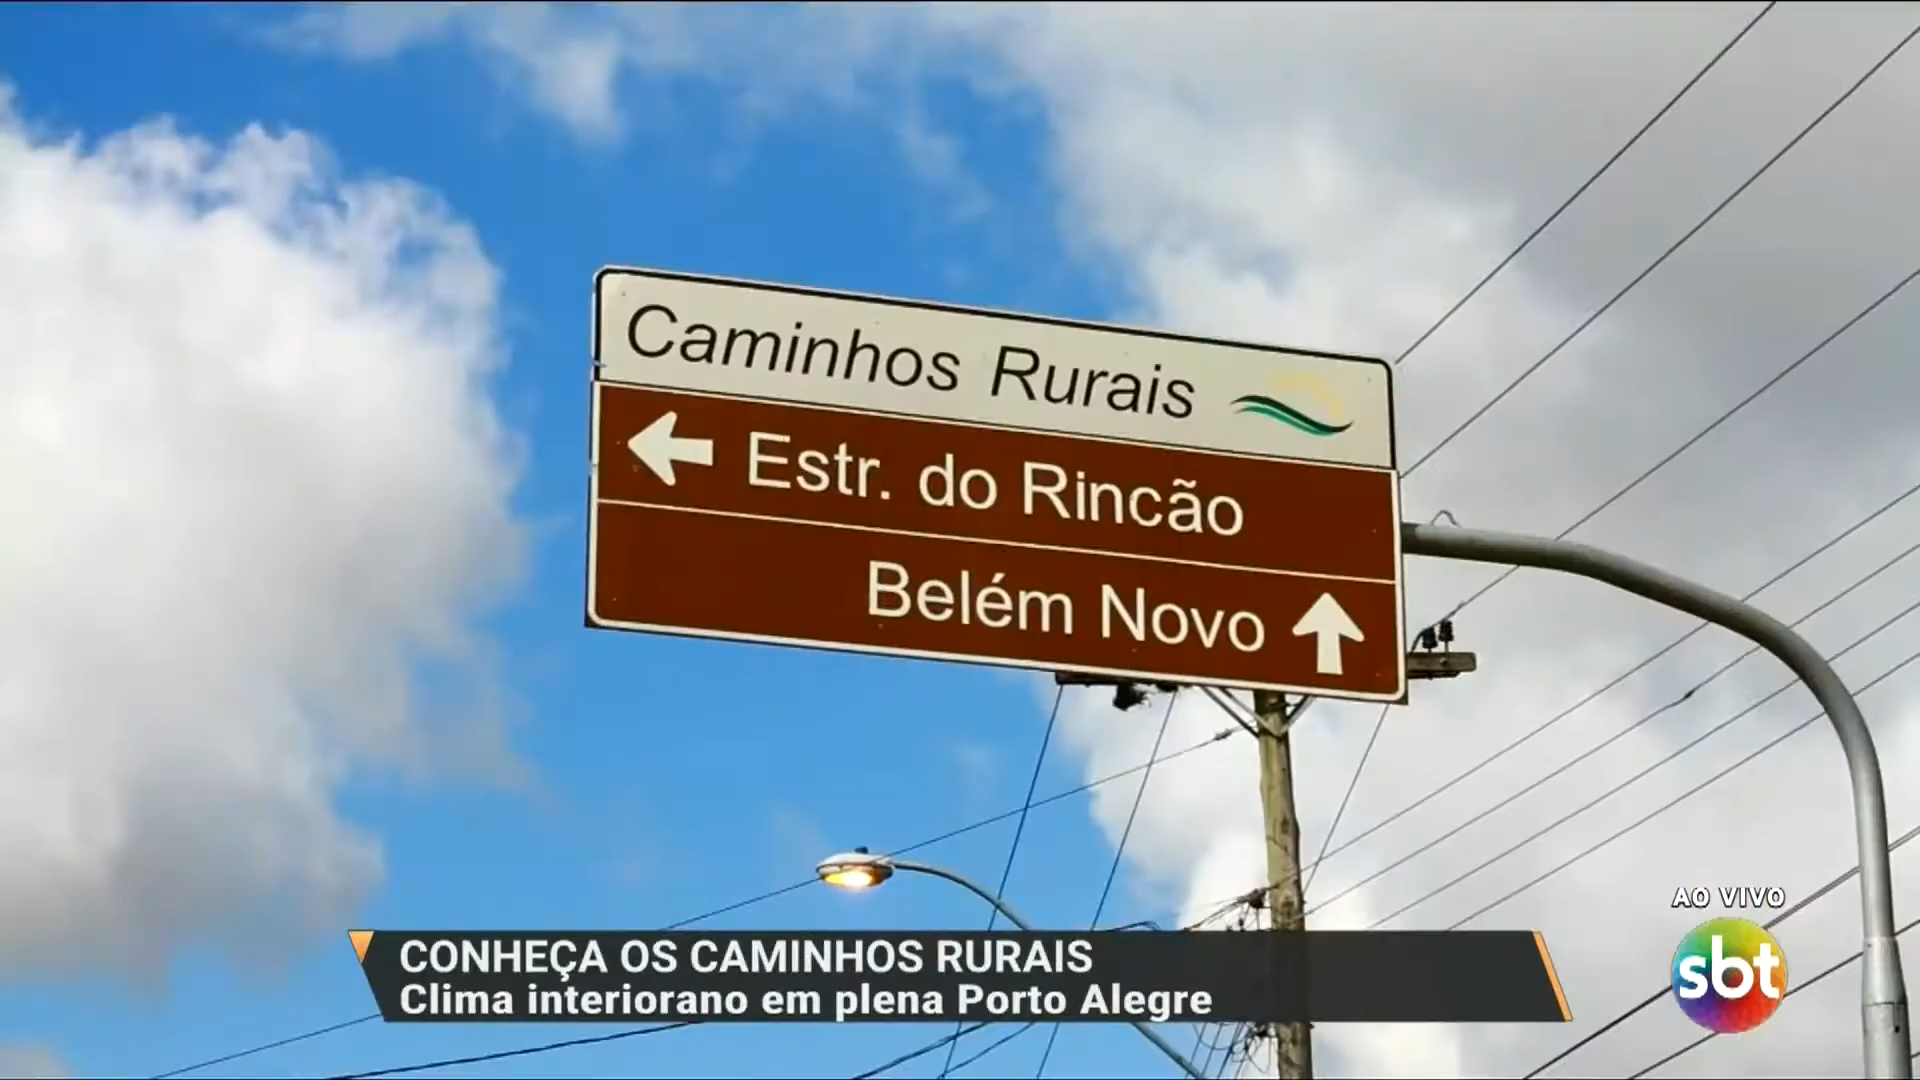 Caminhos Rurais
Estr. do Rincão
Belém Novo
AO VIVO
sbt
CONHEÇA OS CAMINHOS RURAIS
Clima interiorano em plena Porto Alegre